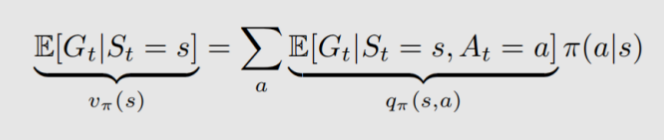 𝔼[G_t|S_t = s] = ∑_a 𝔼[G_t|S_t = s, A_t = a] π(a|s)
v_π(s) q_π(s,a)